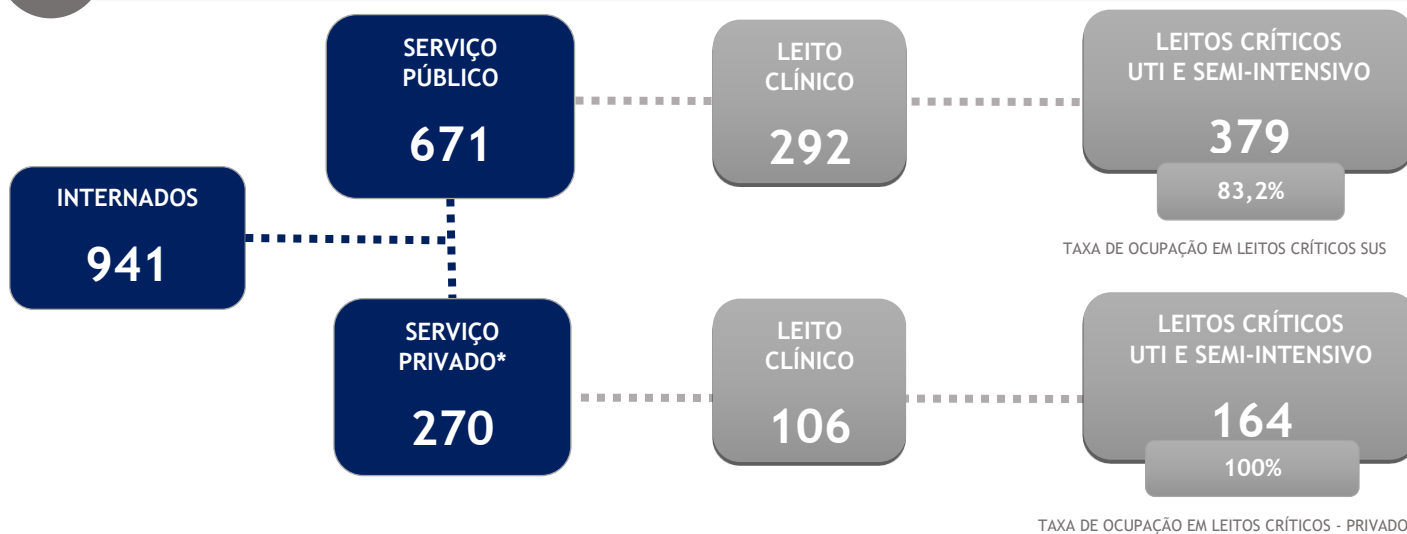 INTERNADOS
941
SERVIÇO
PÚBLICO
671
LEITO
CLÍNICO
292
LEITOS CRÍTICOS
UTI E SEMI-INTENSIVO
379
83,2%
TAXA DE OCUPAÇÃO EM LEITOS CRÍTICOS SUS
SERVIÇO
PRIVADO*
270
LEITO
CLÍNICO
106
LEITOS CRÍTICOS
UTI E SEMI-INTENSIVO
164
100%
TAXA DE OCUPAÇÃO EM LEITOS CRÍTICOS - PRIVADO